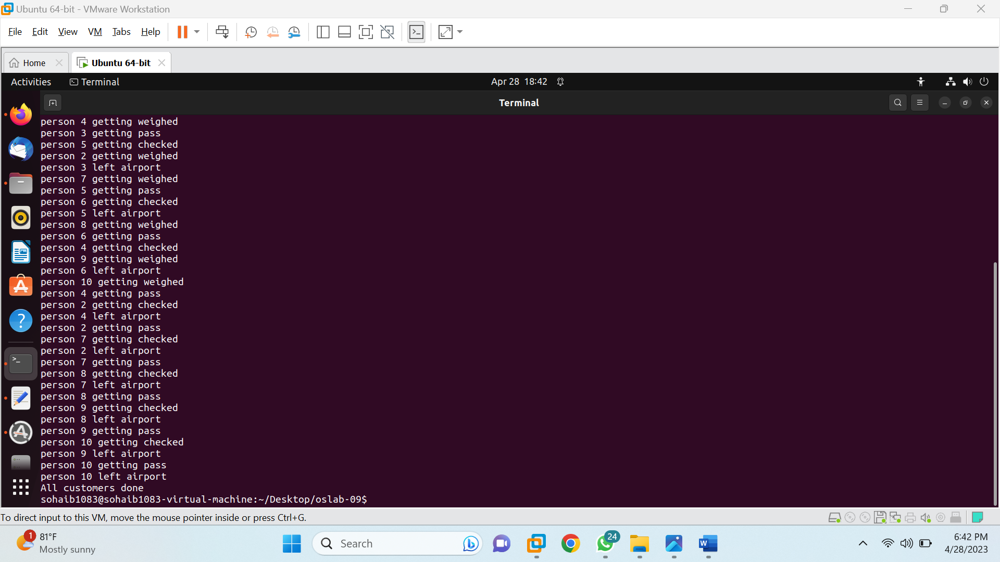 Ubuntu 64-bit - VMware Workstation
File Edit View VM Tabs Help
Home
Ubuntu 64-bit
Activities
Terminal
Apr 28 18:42
Terminal
person 4 getting weighed
person 3 getting pass
person 5 getting checked
person 2 getting weighed
person 3 left airport
person 7 getting weighed
person 5 getting pass
person 6 getting checked
person 5 left airport
person 8 getting weighed
person 6 getting pass
person 4 getting checked
person 9 getting weighed
person 6 left airport
person 10 getting weighed
person 4 getting pass
person 2 getting checked
person 4 left airport
person 2 getting pass
person 7 getting checked
person 2 left airport
person 7 getting pass
person 8 getting checked
person 7 left airport
person 8 getting pass
person 9 getting checked
person 8 left airport
person 9 getting pass
person 10 getting checked
person 9 left airport
person 10 getting pass
person 10 left airport
All customers done
sohaib1083@sohaib1083-virtual-machine:~/Desktop/oslab-09$
To direct input to this VM, move the mouse pointer inside or press Ctrl+G.
1
81°F
Mostly sunny
Search
24
W
6:42 PM
4/28/2023